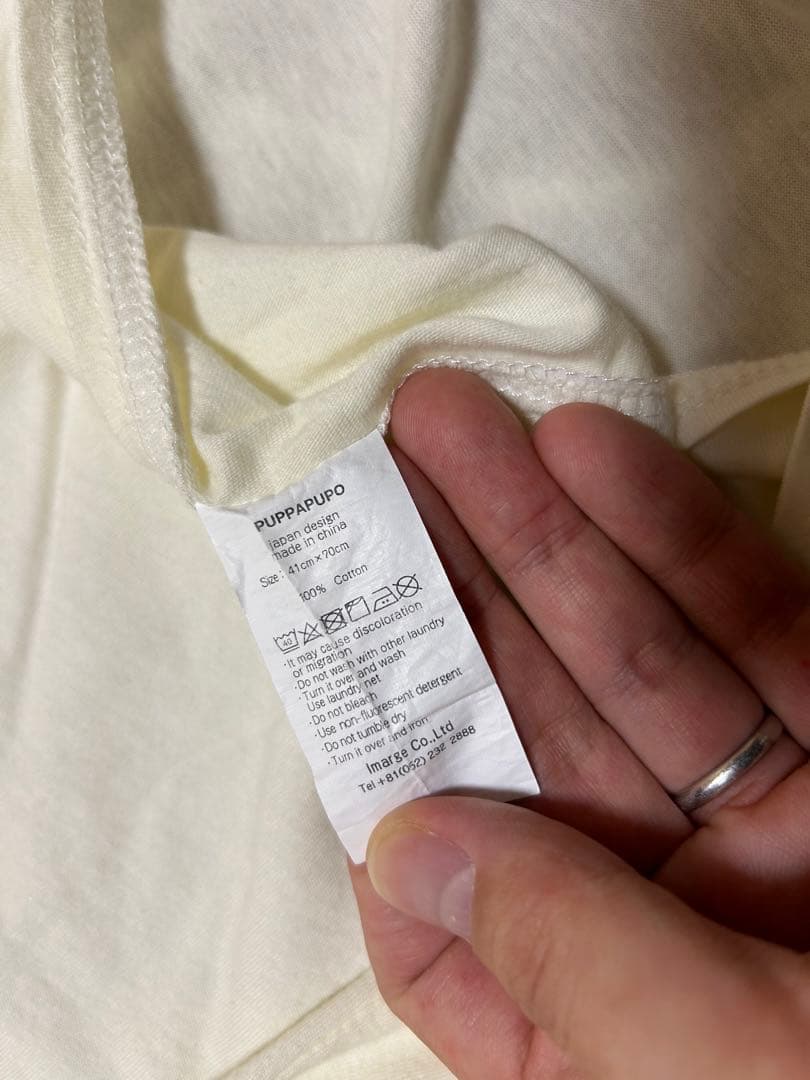 PUPPAPUPO
japan design
made in china
Size: 41cm×20cm
100% Cotton
40
·It may cause discoloration
or migration
·Do not wash with other laundry
·Turn it over and wash
Use laundry net
·Do not bleach
·Use non-fluorescent detergent
·Do not tumble dry
·Turn it over and iron
Imarge Co.,Ltd
Tel +81(052) 232 2888